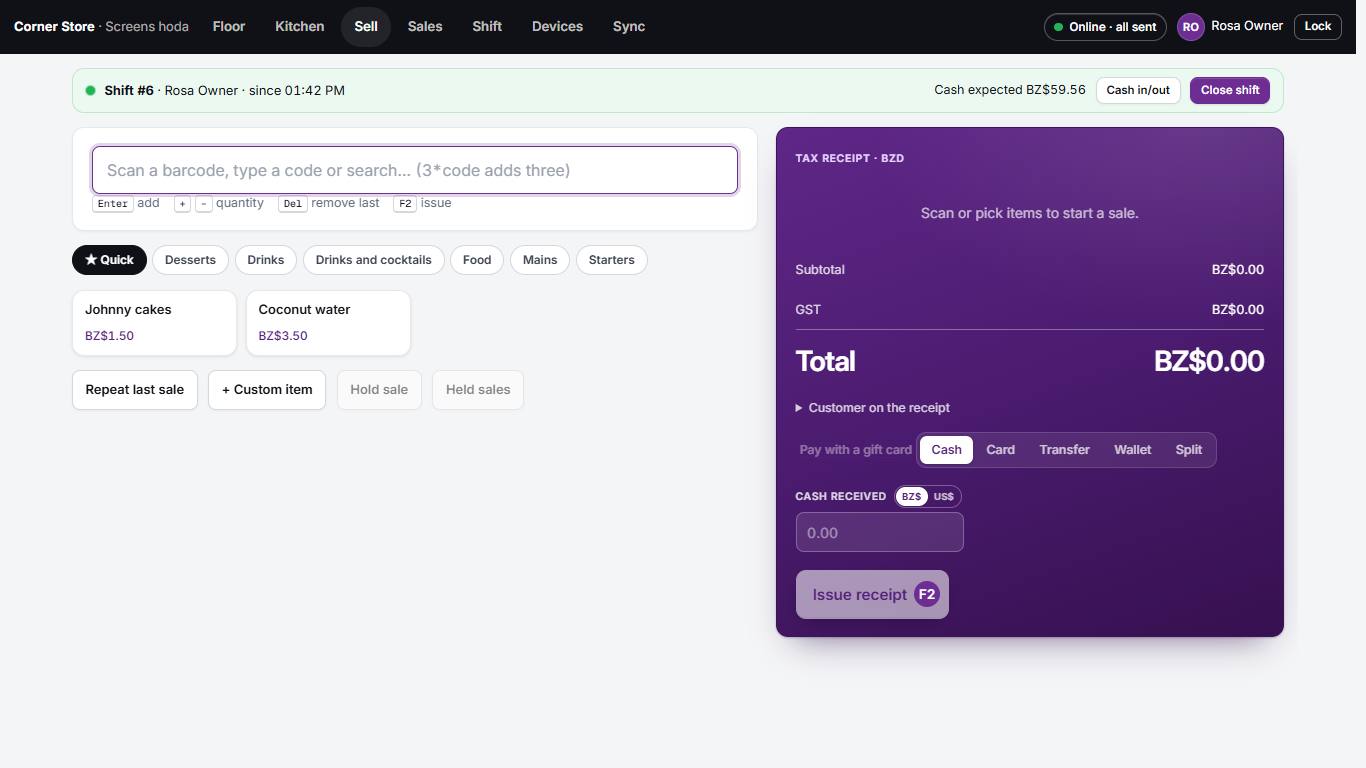 Corner Store · Screens hoda Floor Kitchen Sell Sales Shift Devices Sync Online · all sent RO Rosa Owner Lock
Shift #6 · Rosa Owner · since 01:42 PM Cash expected BZ$59.56 Cash in/out Close shift
Scan a barcode, type a code or search... (3*code adds three)
Enter add + - quantity Del remove last F2 issue
★ Quick Desserts Drinks Drinks and cocktails Food Mains Starters
Johnny cakes
BZ$1.50
Coconut water
BZ$3.50
Repeat last sale + Custom item Hold sale Held sales
TAX RECEIPT · BZD
Scan or pick items to start a sale.
Subtotal BZ$0.00
GST BZ$0.00
Total BZ$0.00
Customer on the receipt
Pay with a gift card Cash Card Transfer Wallet Split
CASH RECEIVED BZ$ US$
0.00
Issue receipt F2